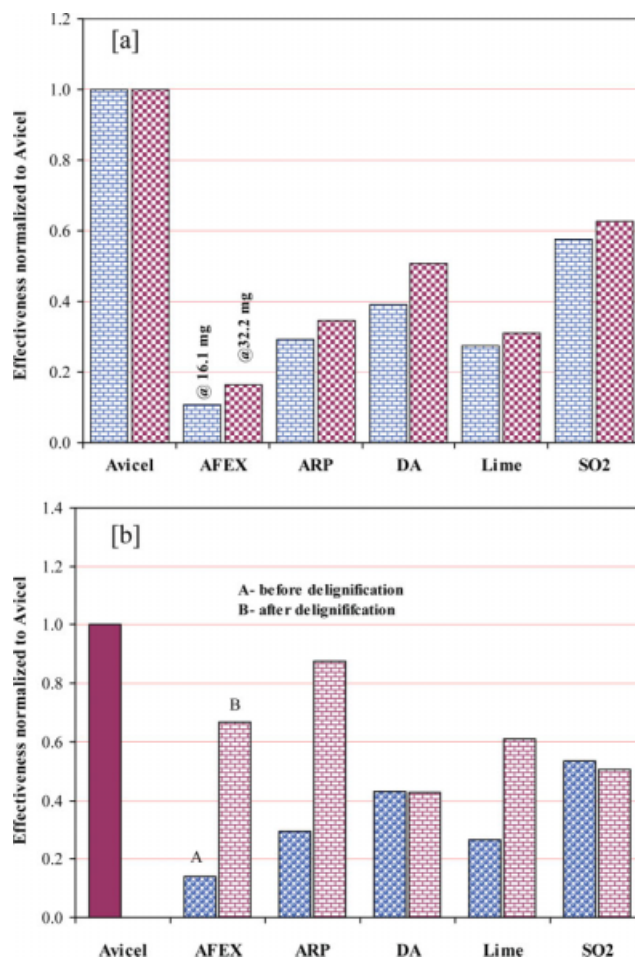 [a]
Effectiveness normalized to Avicel
1.2
1.0
0.8
0.6
0.4
0.2
0.0
@ 16.1 mg
@32.2 mg
Avicel AFEX ARP DA Lime SO2
[b]
Effectiveness normalized to Avicel
1.4
1.2
1.0
0.8
0.6
0.4
0.2
0.0
A- before delignification
B- after delignififcation
B
A
Avicel AFEX ARP DA Lime SO2